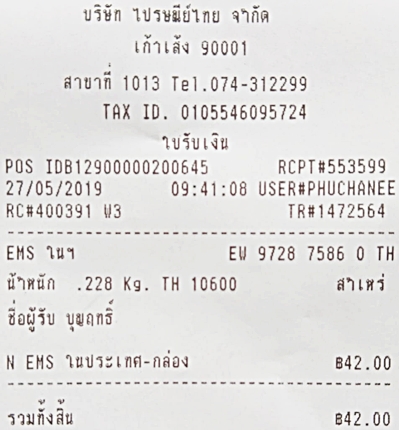 บริษัท ไปรษณีย์ไทย จำกัด
เก้าเส้ง 90001
สาขาที่ 1013 Tel.074-312299
TAX ID. 0105546095724
ใบรับเงิน
POS IDB12900000200645 RCPT#553599
27/05/2019 09:41:08 USER#PHUCHANEE
RC#400391 W3 TR#1472564
EMS ในฯ EW 9728 7586 0 TH
น้ำหนัก .228 Kg. TH 10600 สำเหร่
ชื่อผู้รับ บุษฤทธิ์
N EMS ในประเทศ-กล่อง ฿42.00
รวมทั้งสิ้น ฿42.00